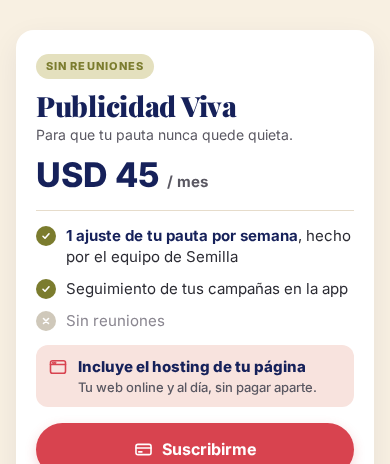 SIN REUNIONES
Publicidad Viva
Para que tu pauta nunca quede quieta.
USD 45 / mes
1 ajuste de tu pauta por semana, hecho
por el equipo de Semilla
Seguimiento de tus campañas en la app
Sin reuniones
Incluye el hosting de tu página
Tu web online y al día, sin pagar aparte.
Suscribirme